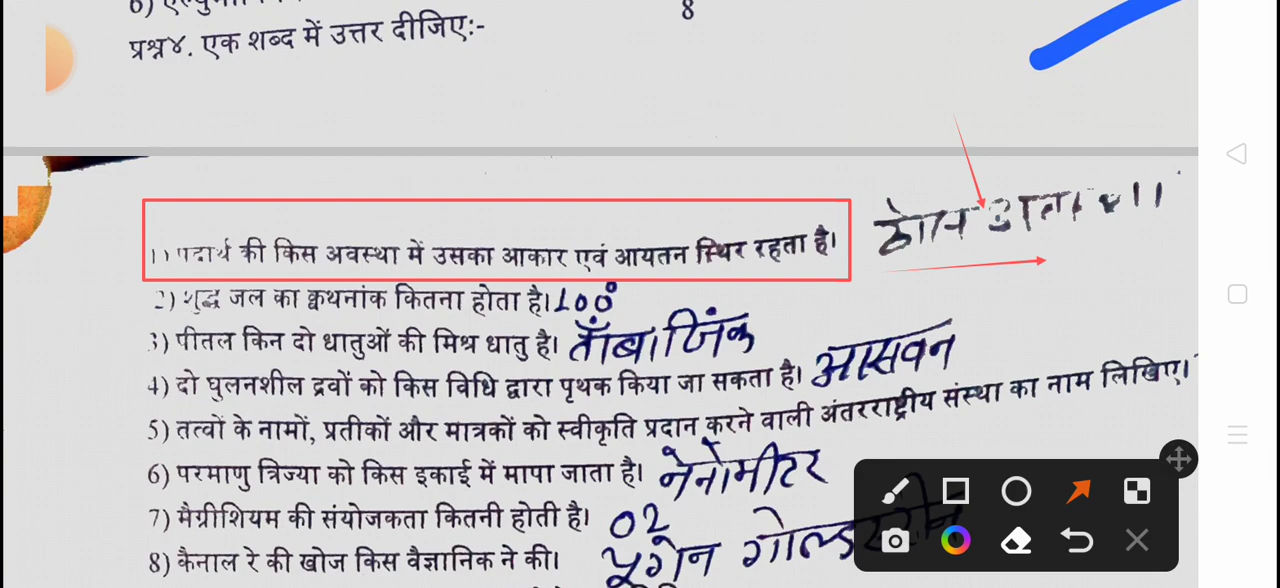 8
प्रश्न४. एक शब्द में उत्तर दीजिए:-
1) पदार्थ की किस अवस्था में उसका आकार एवं आयतन स्थिर रहता है। ठोस
2) शुद्ध जल का क्वथनांक कितना होता है। 100°
3) पीतल किन दो धातुओं की मिश्र धातु है। ताँबा जिंक
4) दो घुलनशील द्रवों को किस विधि द्वारा पृथक किया जा सकता है। आसवन
5) तत्वों के नामों, प्रतीकों और मात्रकों को स्वीकृति प्रदान करने वाली अंतरराष्ट्रीय संस्था का नाम लिखिए।
6) परमाणु त्रिज्या को किस इकाई में मापा जाता है। नेनोमीटर
7) मैग्नीशियम की संयोजकता कितनी होती है। 02
8) कैनाल रे की खोज किस वैज्ञानिक ने की। यूगेन